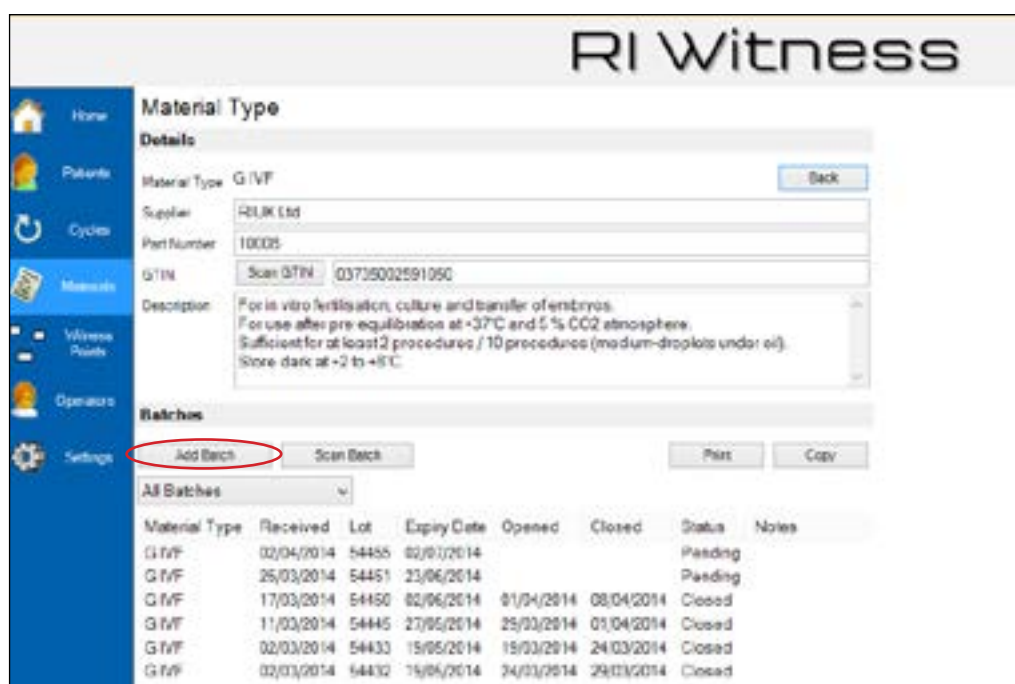 RI Witness
Home
Patients
Cycles
Materials
Witness
Points
Operators
Settings
Material Type
Details
Material Type G IVF
Back
Supplier RIUK Ltd
Part Number 10005
GTIN Scan GTIN 03735002591050
Description For in vitro fertilisation, culture and transfer of embryos.
For use after pre equilibration at +37°C and 5 % CO2 atmosphere.
Sufficient for at least 2 procedures / 10 procedures (medium-droplets under oil).
Store dark at +2 to +8°C
Batches
Add Batch Scan Batch Print Copy
All Batches
Material Type Received Lot Expiry Date Opened Closed Status Notes
G IVF 02/04/2014 54455 02/07/2014 Pending
G IVF 26/03/2014 54451 23/06/2014 Pending
G IVF 17/03/2014 54450 02/06/2014 01/04/2014 08/04/2014 Closed
G IVF 11/03/2014 54445 27/05/2014 29/03/2014 01/04/2014 Closed
G IVF 02/03/2014 54433 19/05/2014 19/03/2014 24/03/2014 Closed
G IVF 02/03/2014 54432 19/05/2014 24/03/2014 29/03/2014 Closed